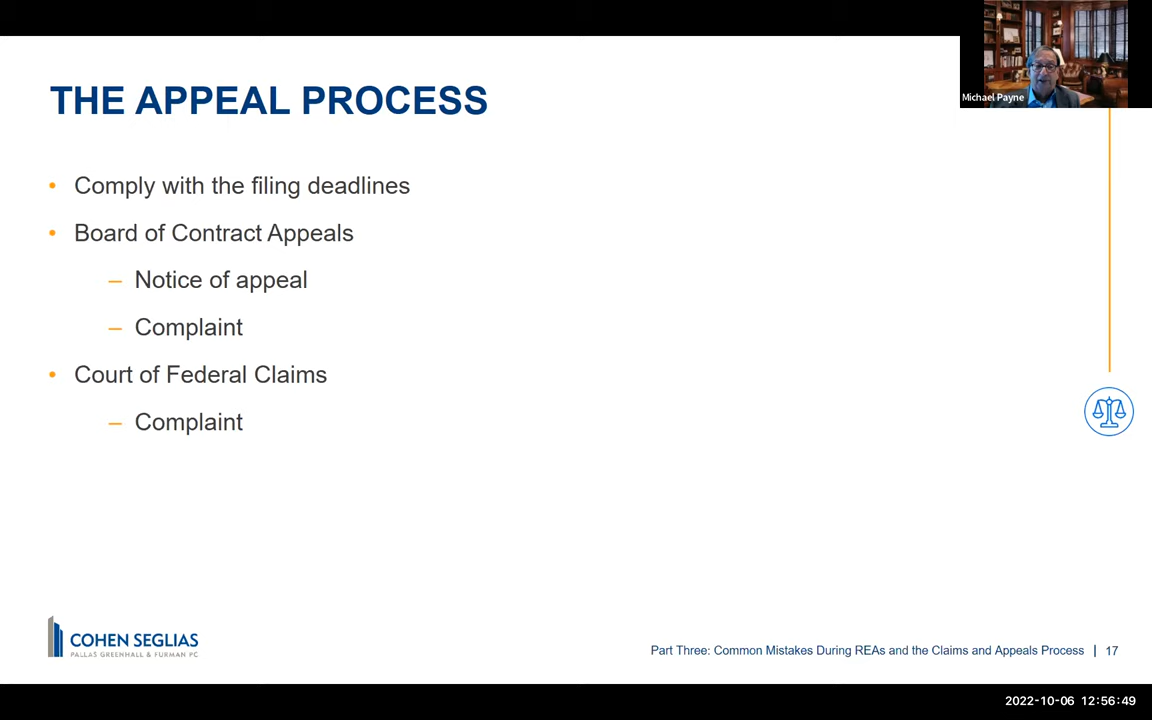 Michael Payne
THE APPEAL PROCESS
• Comply with the filing deadlines
• Board of Contract Appeals
– Notice of appeal
– Complaint
• Court of Federal Claims
– Complaint
COHEN SEGLIAS
PALLAS GREENHALL & FURMAN PC
Part Three: Common Mistakes During REAs and the Claims and Appeals Process | 17
2022-10-06 12:56:49